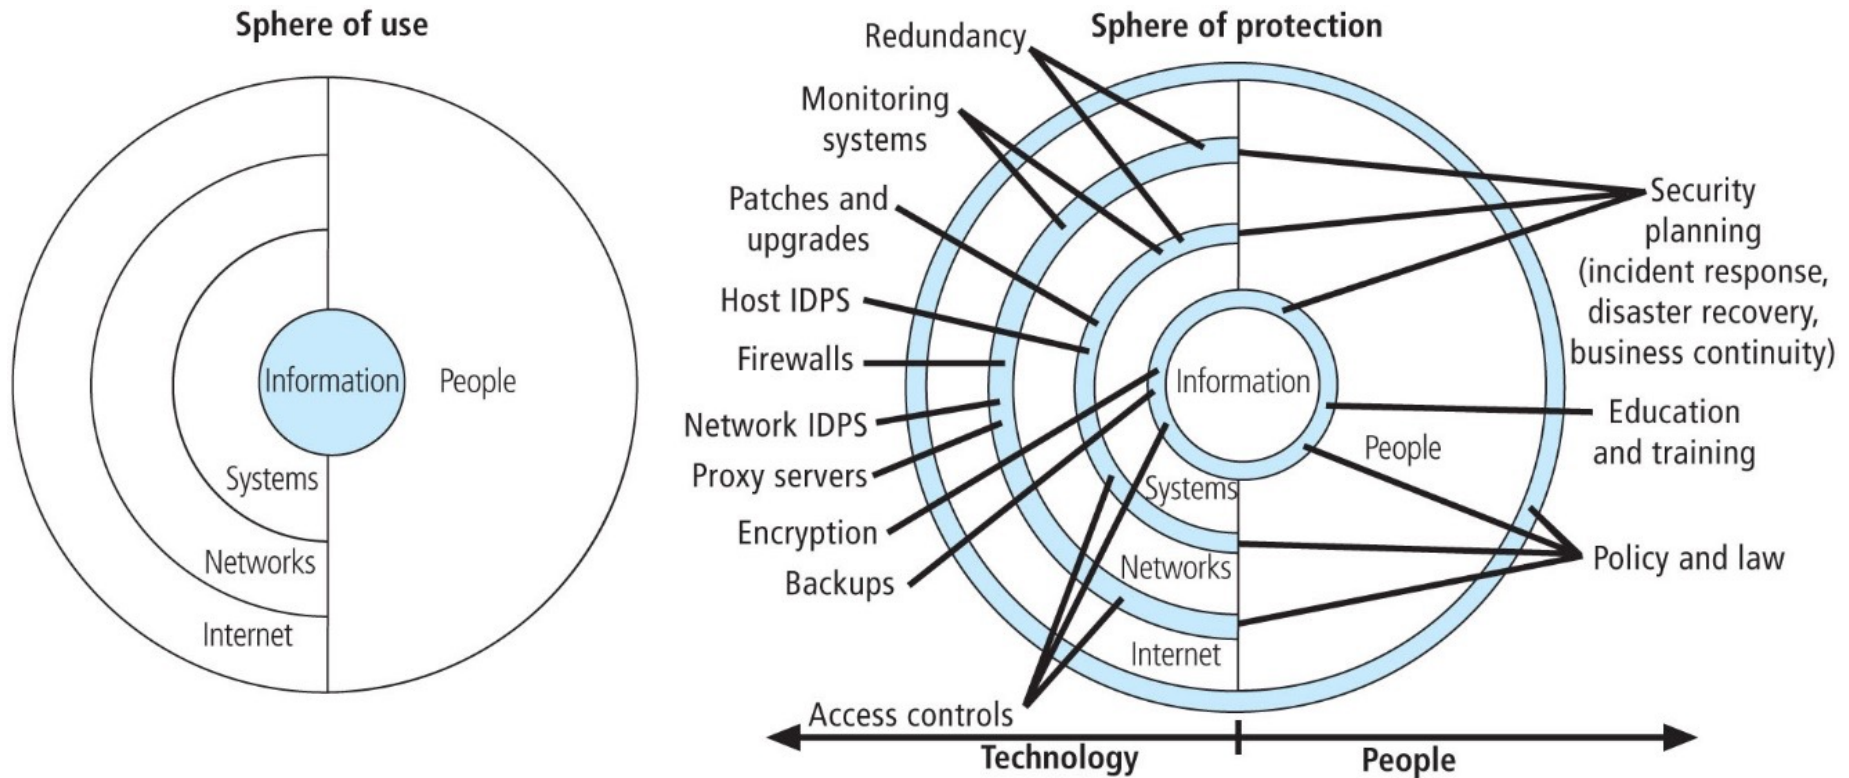 Sphere of use
Information
People
Systems
Networks
Internet
Sphere of protection
Redundancy
Monitoring
systems
Patches and
upgrades
Host IDPS
Firewalls
Network IDPS
Proxy servers
Encryption
Backups
Access controls
Information
People
Systems
Networks
Internet
Security
planning
(incident response,
disaster recovery,
business continuity)
Education
and training
Policy and law
Technology
People